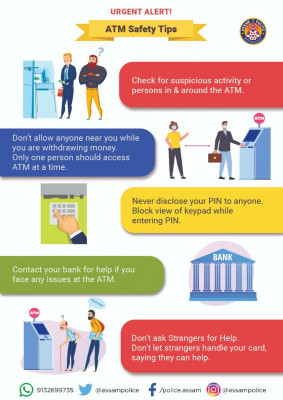 URGENT ALERT!
ATM Safety Tips
Check for suspicious activity or
persons in & around the ATM.
Don't allow anyone near you while
you are withdrawing money.
Only one person should access
ATM at a time.
ATM
Never disclose your PIN to anyone.
Block view of keypad while
entering PIN.
BANK
Contact your bank for help if you
face any issues at the ATM.
ATM
Don't ask Strangers for Help.
Don't let strangers handle your card,
saying they can help.
9132699735 @assampolice /police.assam @assampolice